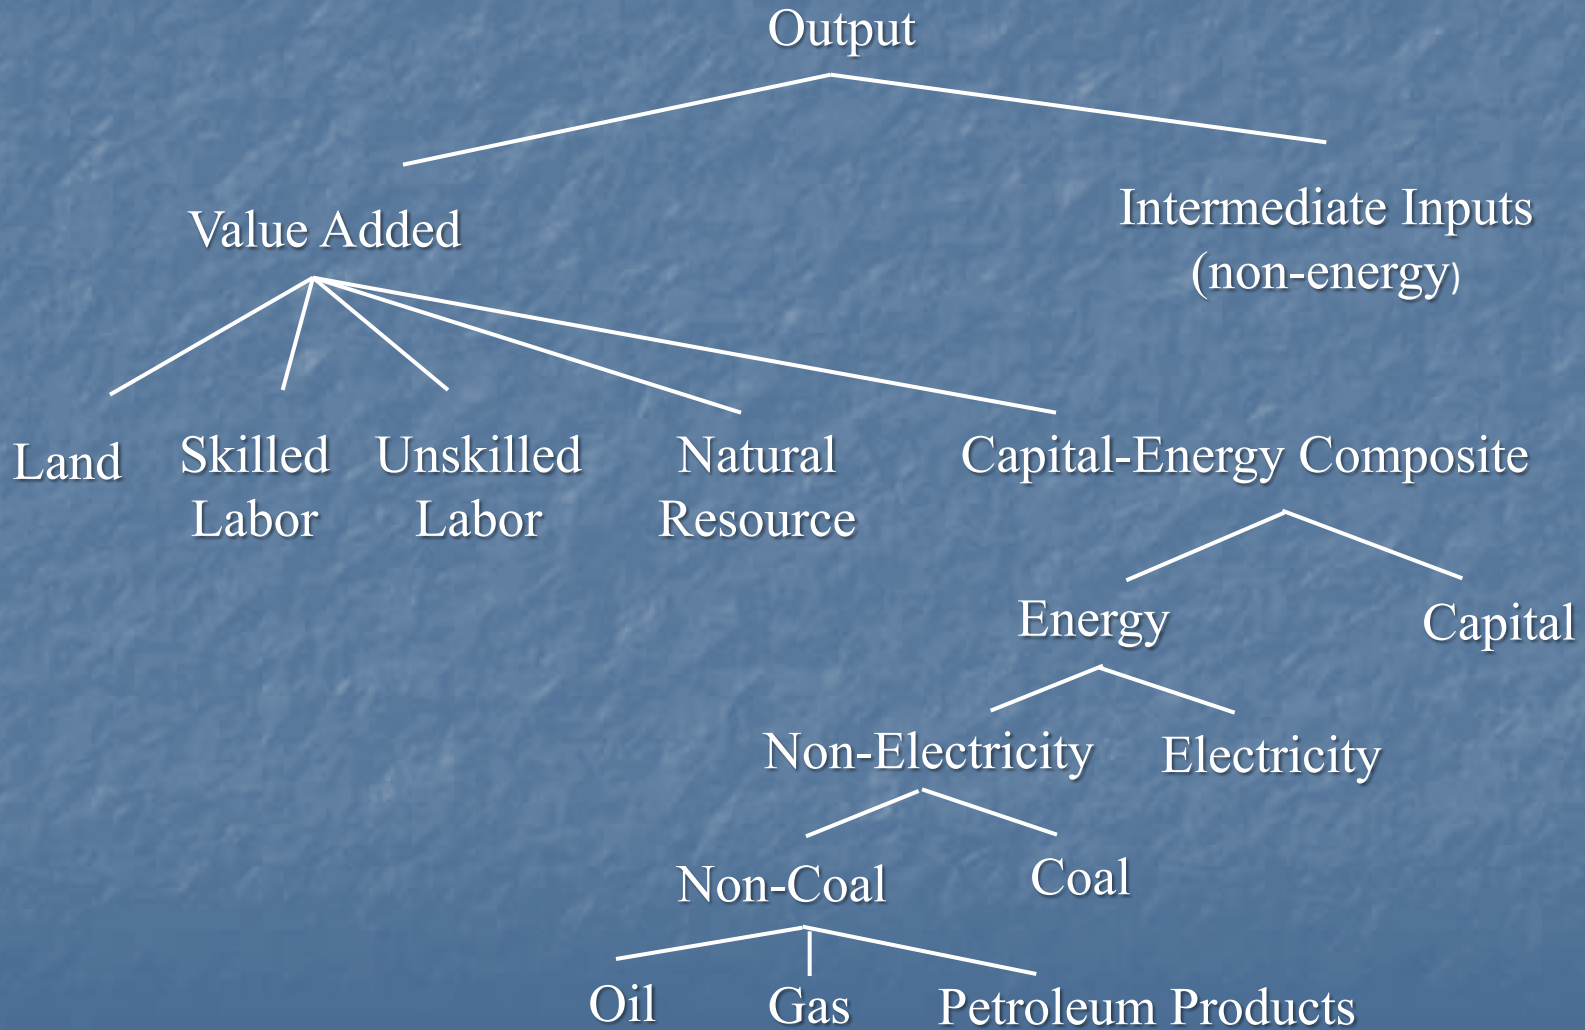 Output
Value Added
Intermediate Inputs
(non-energy)
Land
Skilled
Labor
Unskilled
Labor
Natural
Resource
Capital-Energy Composite
Energy
Capital
Non-Electricity
Electricity
Non-Coal
Coal
Oil
Gas
Petroleum Products